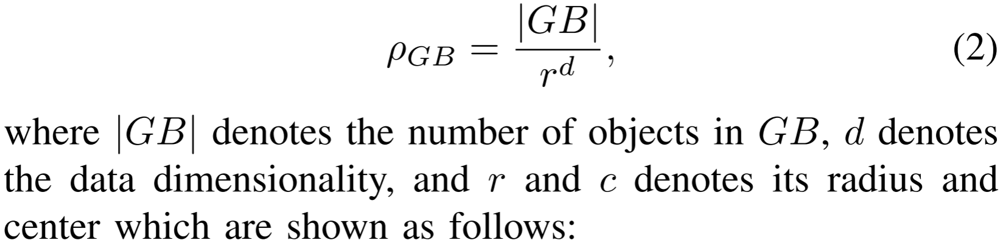 $\rho_{GB} = \frac{|GB|}{r^d},$ (2)
where $|GB|$ denotes the number of objects in $GB$, $d$ denotes
the data dimensionality, and $r$ and $c$ denotes its radius and
center which are shown as follows: